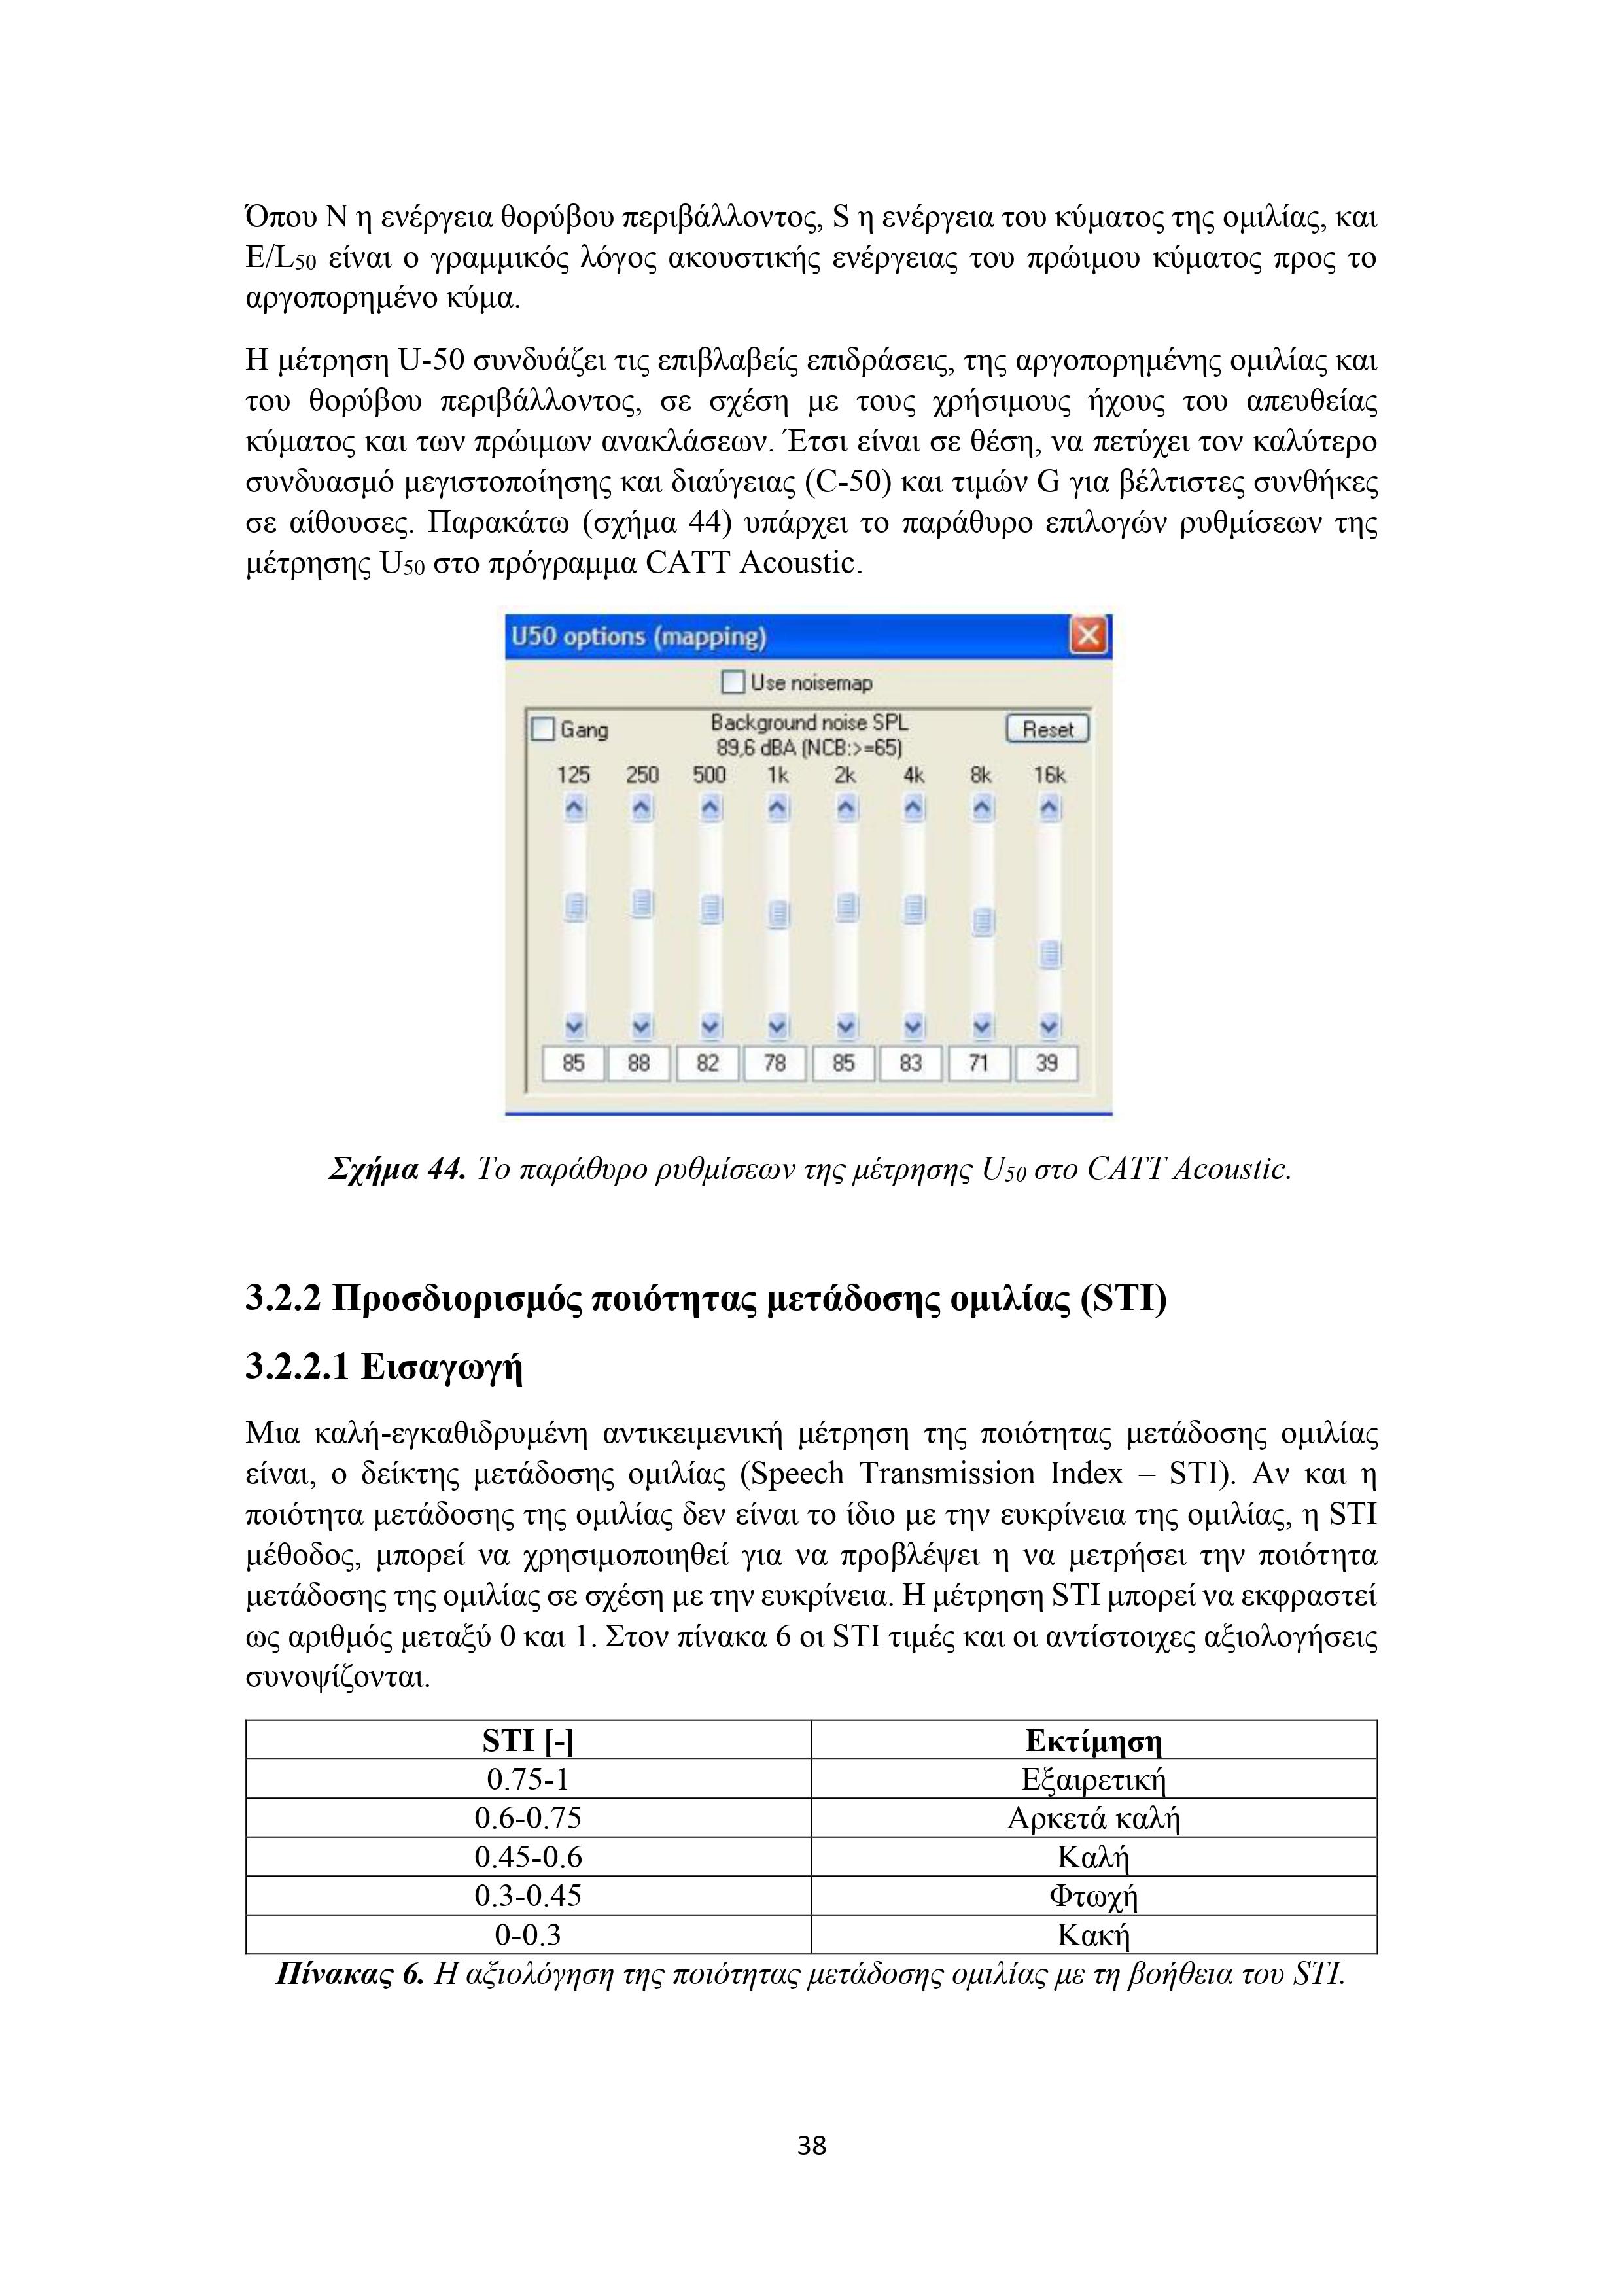 Όπου N η ενέργεια θορύβου περιβάλλοντος, S η ενέργεια του κύματος της ομιλίας, και
E/L50 είναι ο γραμμικός λόγος ακουστικής ενέργειας του πρώιμου κύματος προς το
αργοπορημένο κύμα.
Η μέτρηση U-50 συνδυάζει τις επιβλαβείς επιδράσεις, της αργοπορημένης ομιλίας και
του θορύβου περιβάλλοντος, σε σχέση με τους χρήσιμους ήχους του απευθείας
κύματος και των πρώιμων ανακλάσεων. Έτσι είναι σε θέση, να πετύχει τον καλύτερο
συνδυασμό μεγιστοποίησης και διαύγειας (C-50) και τιμών G για βέλτιστες συνθήκες
σε αίθουσες. Παρακάτω (σχήμα 44) υπάρχει το παράθυρο επιλογών ρυθμίσεων της
μέτρησης U50 στο πρόγραμμα CATT Acoustic.
U50 options (mapping)
Use noisemap
Gang Background noise SPL Reset
89,6 dBA (NCB:>=65)
125 250 500 1k 2k 4k 8k 16k
85 88 82 78 85 83 71 39
Σχήμα 44. Το παράθυρο ρυθμίσεων της μέτρησης U50 στο CATT Acoustic.
3.2.2 Προσδιορισμός ποιότητας μετάδοσης ομιλίας (STI)
3.2.2.1 Εισαγωγή
Μια καλή-εγκαθιδρυμένη αντικειμενική μέτρηση της ποιότητας μετάδοσης ομιλίας
είναι, ο δείκτης μετάδοσης ομιλίας (Speech Transmission Index – STI). Αν και η
ποιότητα μετάδοσης της ομιλίας δεν είναι το ίδιο με την ευκρίνεια της ομιλίας, η STI
μέθοδος, μπορεί να χρησιμοποιηθεί για να προβλέψει η να μετρήσει την ποιότητα
μετάδοσης της ομιλίας σε σχέση με την ευκρίνεια. Η μέτρηση STI μπορεί να εκφραστεί
ως αριθμός μεταξύ 0 και 1. Στον πίνακα 6 οι STI τιμές και οι αντίστοιχες αξιολογήσεις
συνοψίζονται.
STI [-] Εκτίμηση
0.75-1 Εξαιρετική
0.6-0.75 Αρκετά καλή
0.45-0.6 Καλή
0.3-0.45 Φτωχή
0-0.3 Κακή
Πίνακας 6. Η αξιολόγηση της ποιότητας μετάδοσης ομιλίας με τη βοήθεια του STI.
38